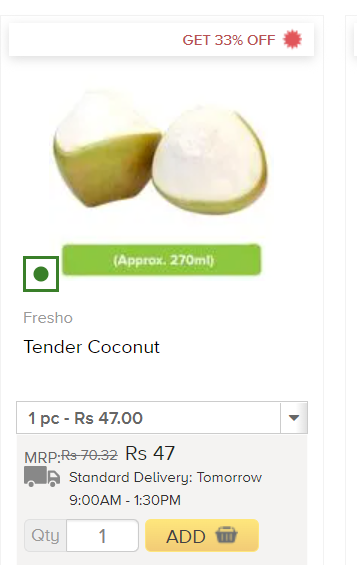 GET 33% OFF
(Approx. 270ml)
Fresho
Tender Coconut
1 pc - Rs 47.00
MRP:Rs 70.32 Rs 47
Standard Delivery: Tomorrow
9:00AM - 1:30PM
Qty 1 ADD